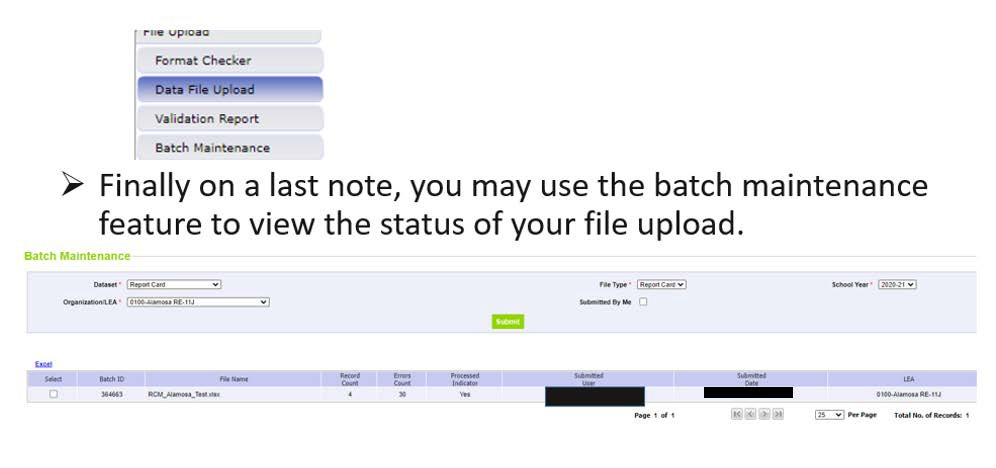 File Upload
Format Checker
Data File Upload
Validation Report
Batch Maintenance
Finally on a last note, you may use the batch maintenance
feature to view the status of your file upload.
Batch Maintenance
Dataset * Report Card File Type * Report Card School Year * 2020-21
Organization/LEA * 0100-Alamosa RE-11J Submitted By Me
Submit
Excel
Select Batch ID File Name Record Count Errors Count Processed Indicator Submitted User Submitted Date LEA
364663 RCM_Alamosa_Test.xlsx 4 30 Yes 0100-Alamosa RE-11J
Page 1 of 1 25 Per Page Total No. of Records: 1